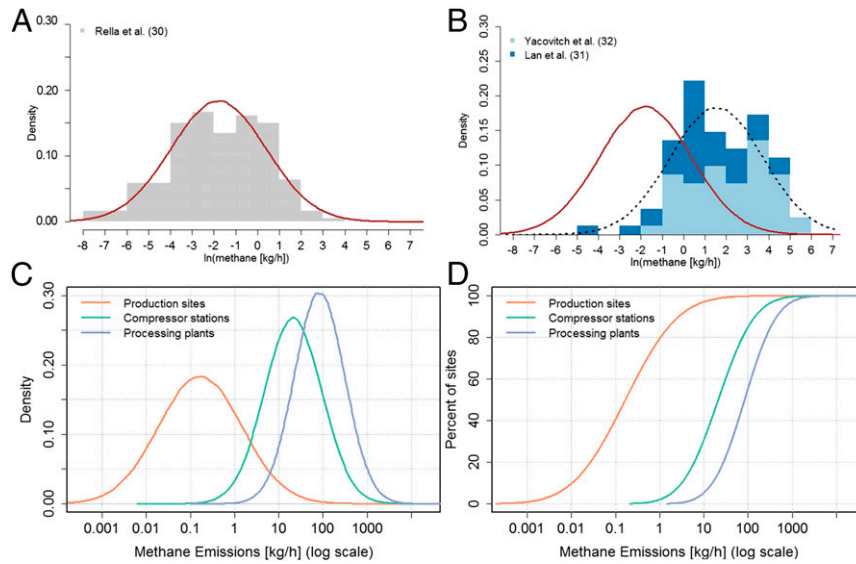 A
Rella et al. (30)
0.30
0.20
0.10
0.00
Density
-8 -7 -6 -5 -4 -3 -2 -1 0 1 2 3 4 5 6 7
ln(methane [kg/h])
B
Yacovitch et al. (32)
Lan et al. (31)
0.30
0.25
0.20
0.15
0.10
0.05
0.00
Density
-8 -7 -6 -5 -4 -3 -2 -1 0 1 2 3 4 5 6 7
ln(methane [kg/h])
C
Production sites
Compressor stations
Processing plants
0.30
0.20
0.10
0.00
Density
0.001 0.01 0.1 1 10 100 1000
Methane Emissions [kg/h] (log scale)
D
Production sites
Compressor stations
Processing plants
100
80
60
40
20
0
Percent of sites
0.001 0.01 0.1 1 10 100 1000
Methane Emissions [kg/h] (log scale)